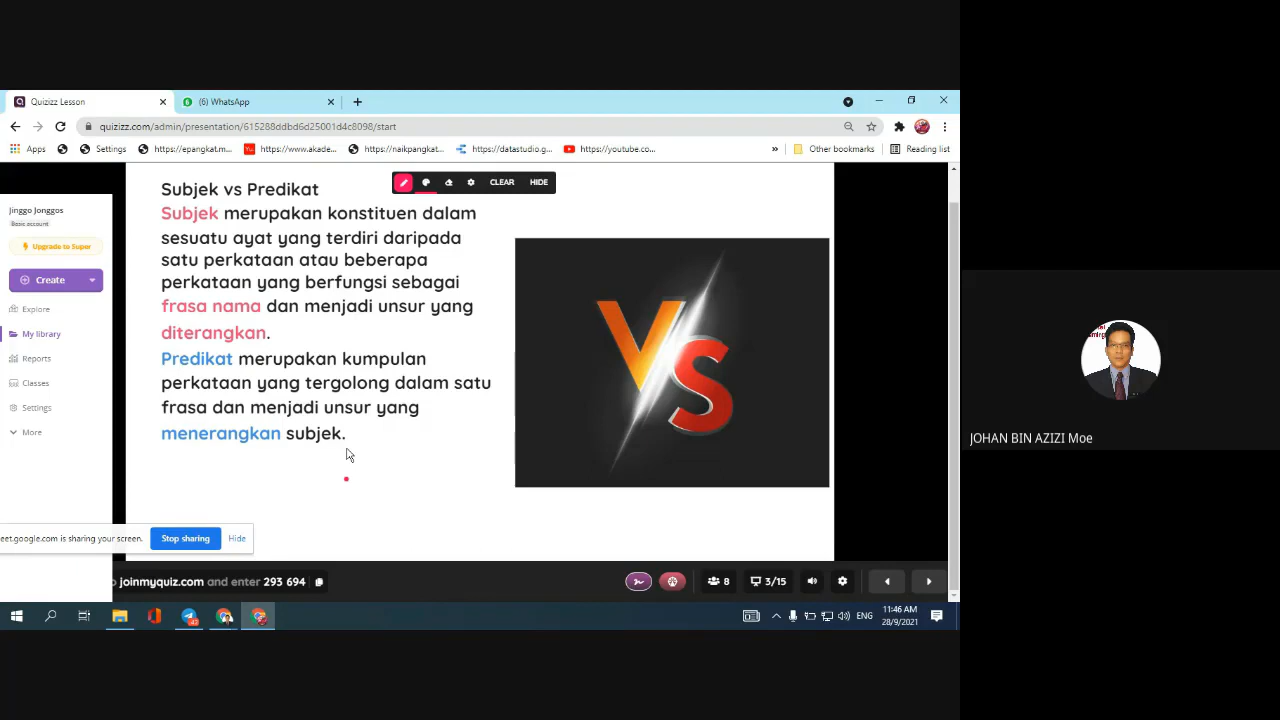 Quizizz Lesson
(6) WhatsApp
quizizz.com/admin/presentation/615288ddbd6d25001d4c8098/start
Apps
Settings
https://epangkat.m...
https://www.akade...
https://naikpangkat...
https://datastudio.g...
https://youtube.co...
»
Other bookmarks
Reading list
Jinggo Jonggos
Basic account
Upgrade to Super
Create
Explore
My library
Reports
Classes
Settings
More
CLEAR
HIDE
Subjek vs Predikat
Subjek merupakan konstituen dalam
sesuatu ayat yang terdiri daripada
satu perkataan atau beberapa
perkataan yang berfungsi sebagai
frasa nama dan menjadi unsur yang
diterangkan.
Predikat merupakan kumpulan
perkataan yang tergolong dalam satu
frasa dan menjadi unsur yang
menerangkan subjek.
VS
eet.google.com is sharing your screen.
Stop sharing
Hide
joinmyquiz.com and enter 293 694
8
3/15
ENG
11:46 AM
28/9/2021
JOHAN BIN AZIZI Moe